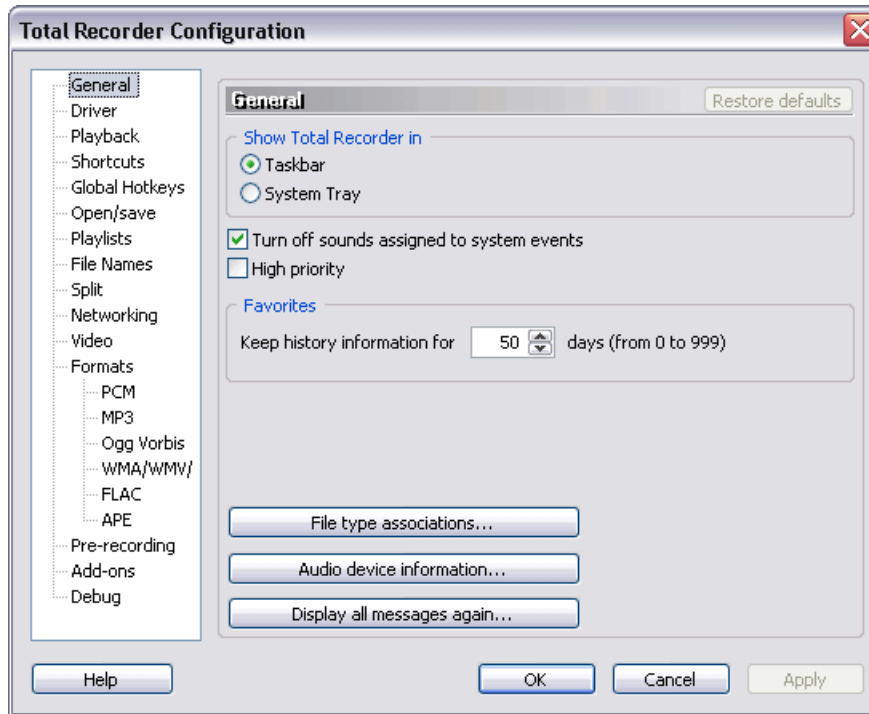 Total Recorder Configuration
General
Driver
Playback
Shortcuts
Global Hotkeys
Open/save
Playlists
File Names
Split
Networking
Video
Formats
PCM
MP3
Ogg Vorbis
WMA/WMV/
FLAC
APE
Pre-recording
Add-ons
Debug
General
Restore defaults
Show Total Recorder in
Taskbar
System Tray
Turn off sounds assigned to system events
High priority
Favorites
Keep history information for 50 days (from 0 to 999)
File type associations...
Audio device information...
Display all messages again...
Help
OK
Cancel
Apply